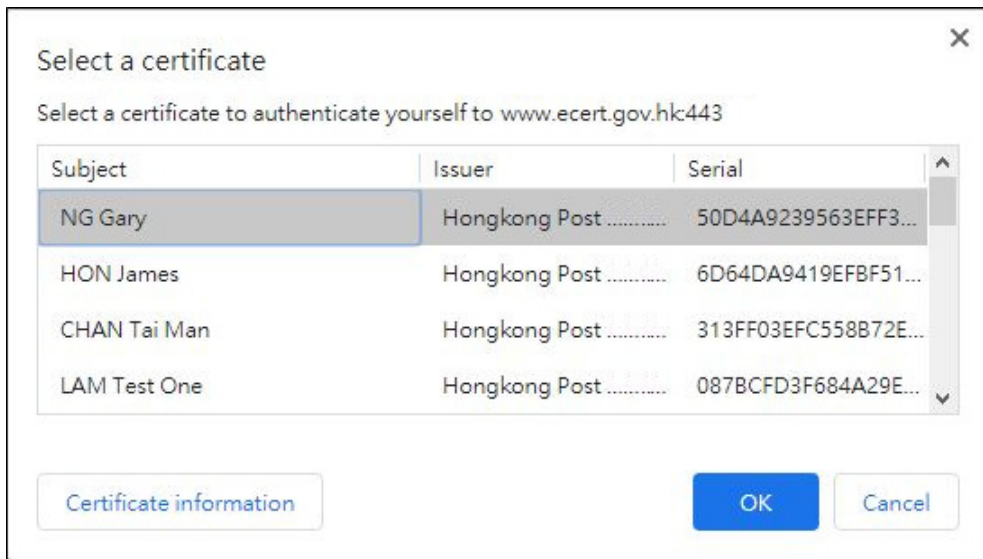 Select a certificate
Select a certificate to authenticate yourself to www.ecert.gov.hk:443
Subject Issuer Serial
NG Gary Hongkong Post ........... 50D4A9239563EFF3...
HON James Hongkong Post ........... 6D64DA9419EFBF51...
CHAN Tai Man Hongkong Post ........... 313FF03EFC558B72E...
LAM Test One Hongkong Post ........... 087BCFD3F684A29E...
Certificate information OK Cancel